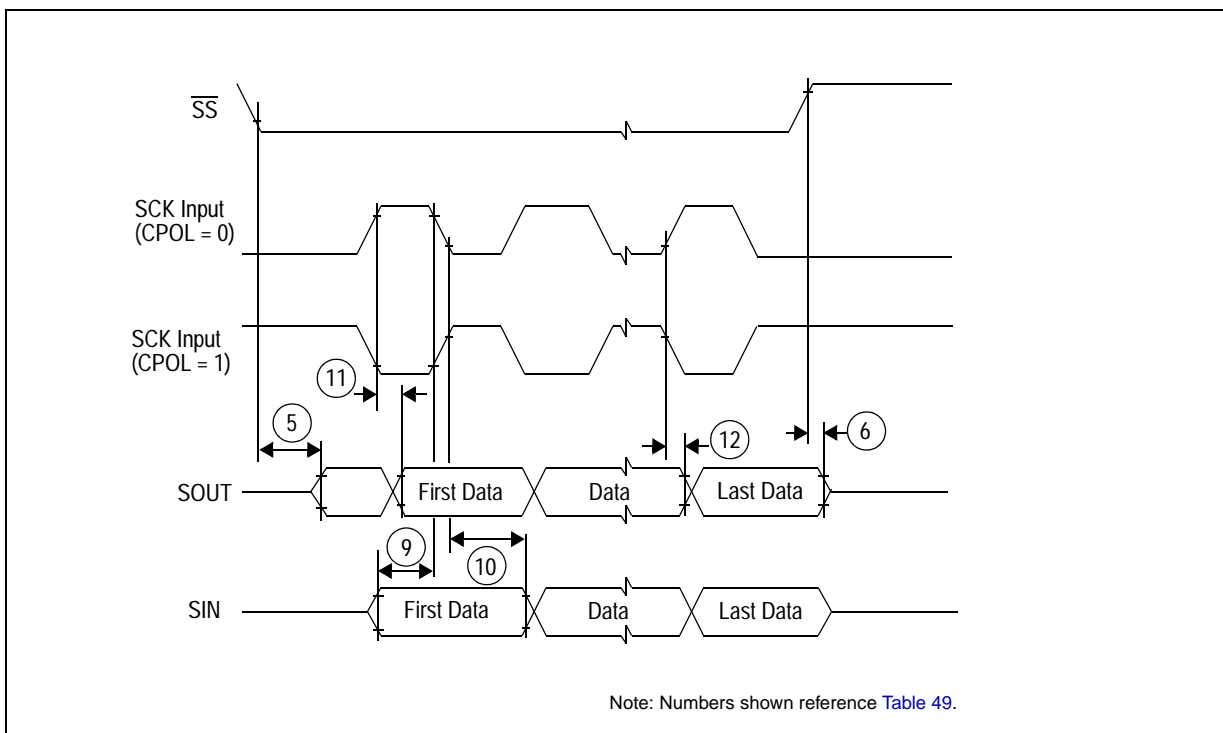 SS
SCK Input
(CPOL = 0)
SCK Input
(CPOL = 1)
11
5
12
6
SOUT
First Data
Data
Last Data
9
10
SIN
First Data
Data
Last Data
Note: Numbers shown reference Table 49.